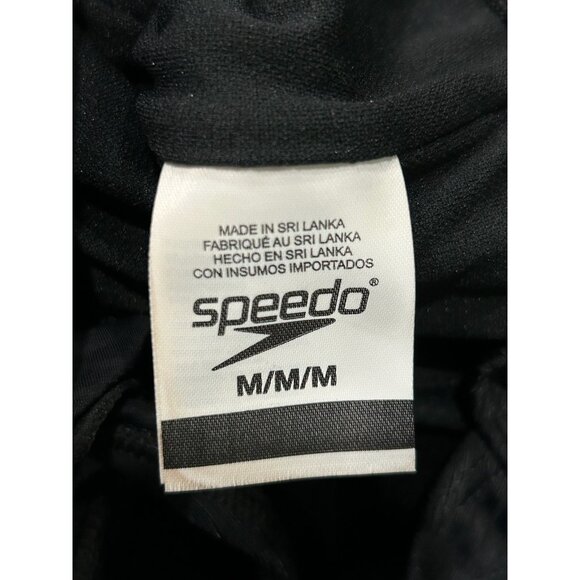 MADE IN SRI LANKA
FABRIQUÉ AU SRI LANKA
HECHO EN SRI LANKA
CON INSUMOS IMPORTADOS
speedo®
M/M/M